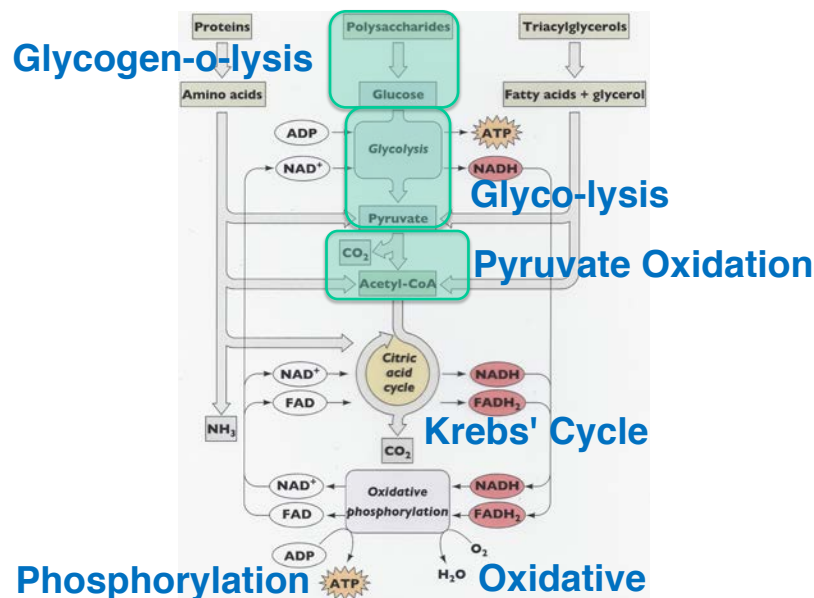 Proteins
Polysaccharides
Triacylglycerols
Glycogen-o-lysis
Amino acids
Glucose
Fatty acids + glycerol
ADP
ATP
Glycolysis
NAD⁺
NADH
Glyco-lysis
Pyruvate
CO₂
Pyruvate Oxidation
Acetyl-CoA
Citric
acid
cycle
NAD⁺
NADH
FAD
FADH₂
Krebs' Cycle
NH₃
CO₂
NAD⁺
Oxidative
phosphorylation
NADH
FAD
FADH₂
ADP
O₂
ATP
H₂O
Phosphorylation
Oxidative